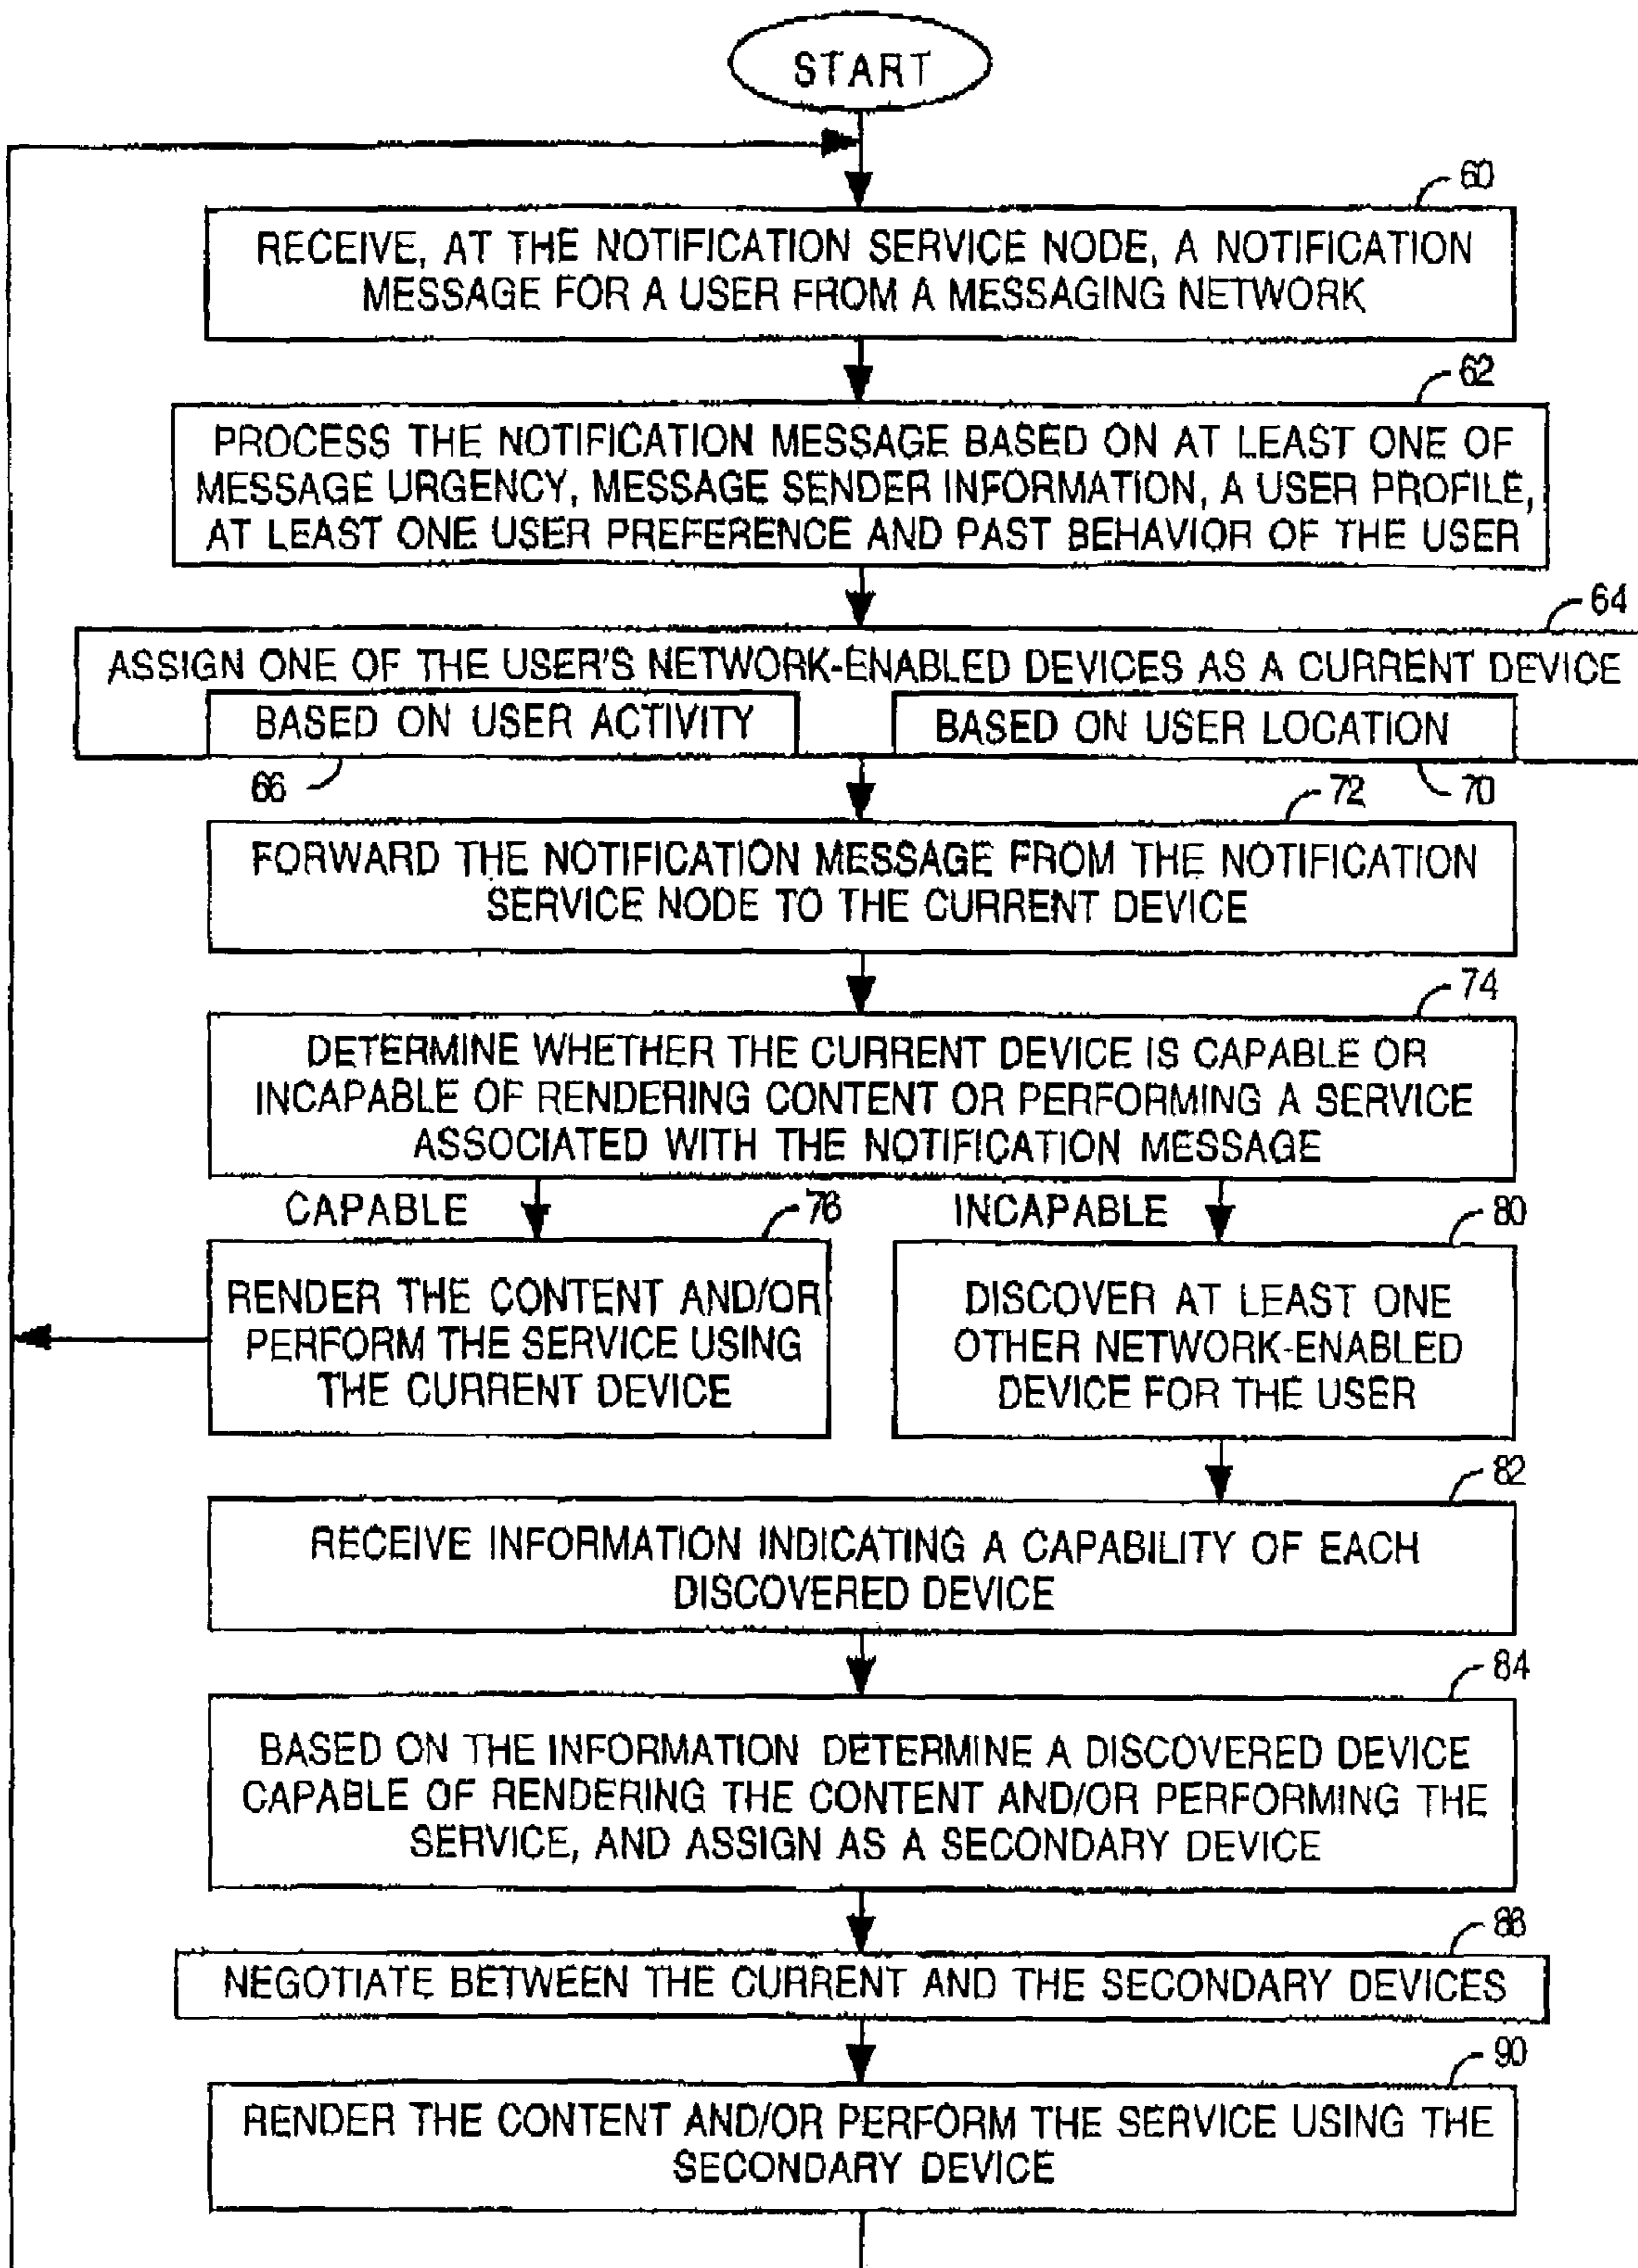 START
60
RECEIVE, AT THE NOTIFICATION SERVICE NODE, A NOTIFICATION
MESSAGE FOR A USER FROM A MESSAGING NETWORK
62
PROCESS THE NOTIFICATION MESSAGE BASED ON AT LEAST ONE OF
MESSAGE URGENCY, MESSAGE SENDER INFORMATION, A USER PROFILE,
AT LEAST ONE USER PREFERENCE AND PAST BEHAVIOR OF THE USER
64
ASSIGN ONE OF THE USER'S NETWORK-ENABLED DEVICES AS A CURRENT DEVICE
BASED ON USER ACTIVITY
BASED ON USER LOCATION
66
70
72
FORWARD THE NOTIFICATION MESSAGE FROM THE NOTIFICATION
SERVICE NODE TO THE CURRENT DEVICE
74
DETERMINE WHETHER THE CURRENT DEVICE IS CAPABLE OR
INCAPABLE OF RENDERING CONTENT OR PERFORMING A SERVICE
ASSOCIATED WITH THE NOTIFICATION MESSAGE
CAPABLE
76
INCAPABLE
80
RENDER THE CONTENT AND/OR
PERFORM THE SERVICE USING
THE CURRENT DEVICE
DISCOVER AT LEAST ONE
OTHER NETWORK-ENABLED
DEVICE FOR THE USER
82
RECEIVE INFORMATION INDICATING A CAPABILITY OF EACH
DISCOVERED DEVICE
84
BASED ON THE INFORMATION DETERMINE A DISCOVERED DEVICE
CAPABLE OF RENDERING THE CONTENT AND/OR PERFORMING THE
SERVICE, AND ASSIGN AS A SECONDARY DEVICE
NEGOTIATE BETWEEN THE CURRENT AND THE SECONDARY DEVICES
90
RENDER THE CONTENT AND/OR PERFORM THE SERVICE USING THE
SECONDARY DEVICE